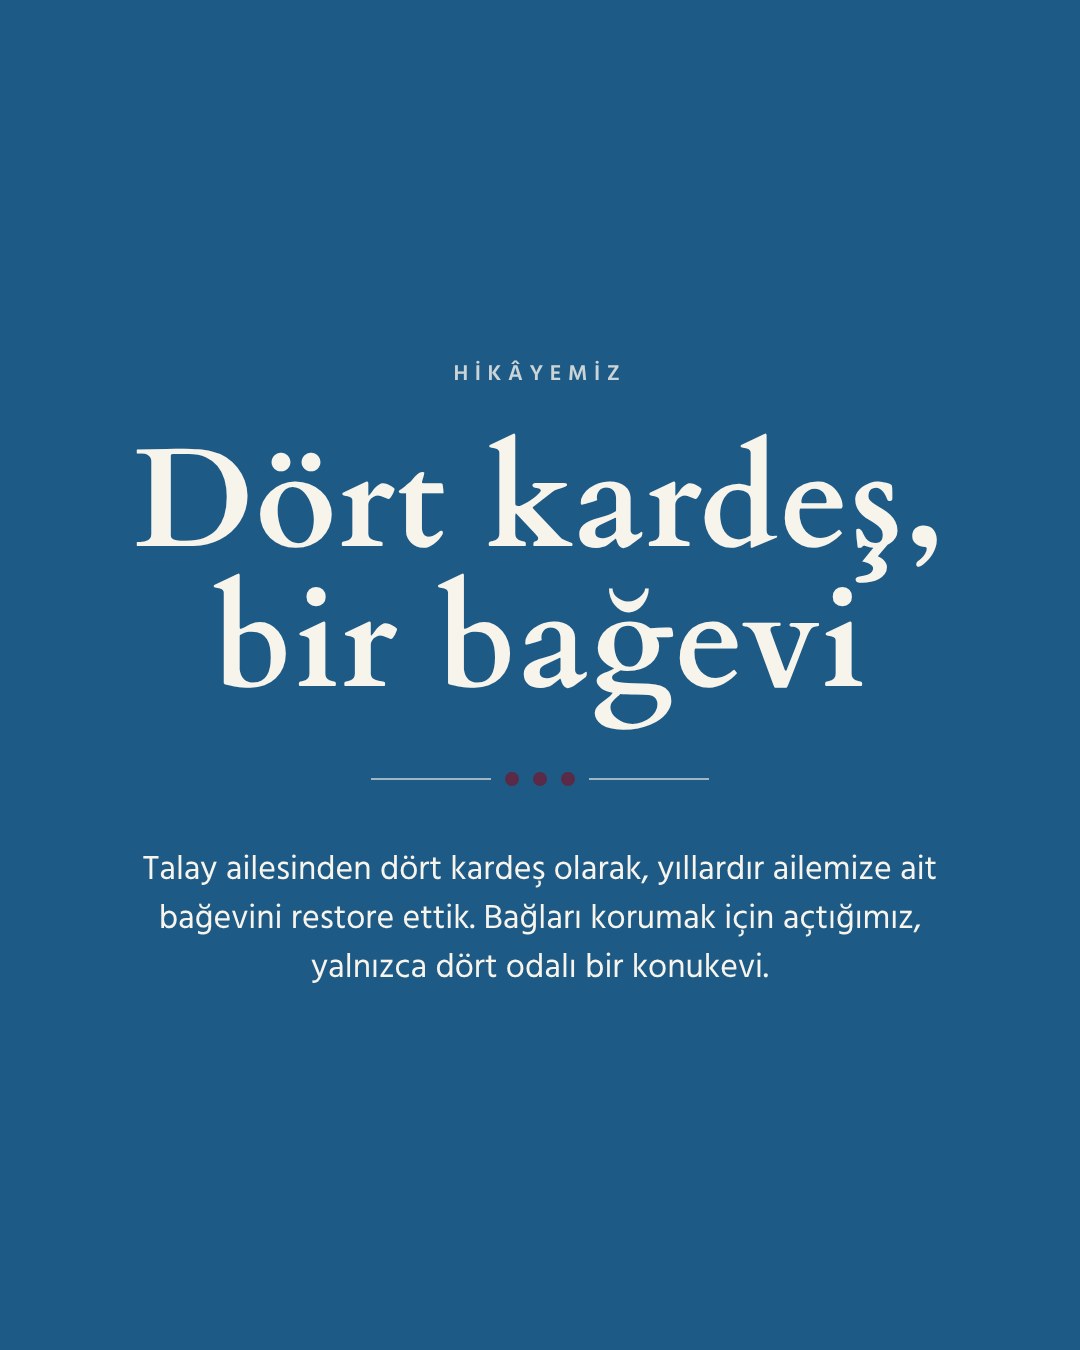 HİKÂYEMİZ
Dört kardeş,
bir bağevi
Talay ailesinden dört kardeş olarak, yıllardır ailemize ait
bağevini restore ettik. Bağları korumak için açtığımız,
yalnızca dört odalı bir konukevi.